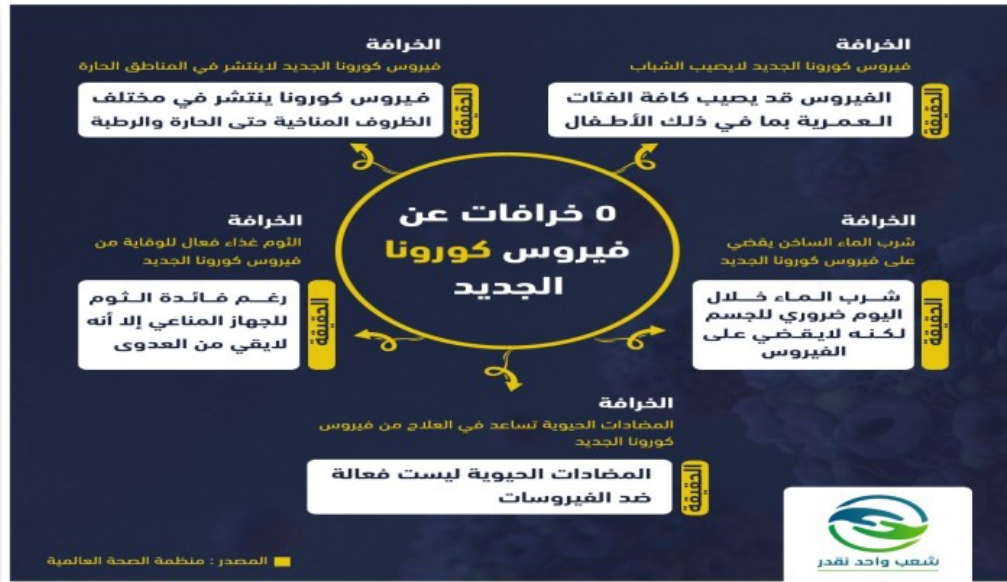 ٥ خرافات عن
فيروس كورونا
الجديد
الخرافة
فيروس كورونا الجديد لايصيب الشباب
الحقيقة
الفيروس قد يصيب كافة الفئات
العمرية بما في ذلك الأطفال
الخرافة
فيروس كورونا الجديد لاينتشر في المناطق الحارة
الحقيقة
فيروس كورونا ينتشر في مختلف
الظروف المناخية حتى الحارة والرطبة
الخرافة
شرب الماء الساخن يقضي
على فيروس كورونا الجديد
الحقيقة
شرب الماء خلال
اليوم ضروري للجسم
لكنه لايقضي على
الفيروس
الخرافة
الثوم غذاء فعال للوقاية من
فيروس كورونا الجديد
الحقيقة
رغم فائدة الثوم
للجهاز المناعي إلا أنه
لايقي من العدوى
الخرافة
المضادات الحيوية تساعد في العلاج من فيروس
كورونا الجديد
الحقيقة
المضادات الحيوية ليست فعالة
ضد الفيروسات
شعب واحد نقدر
المصدر : منظمة الصحة العالمية